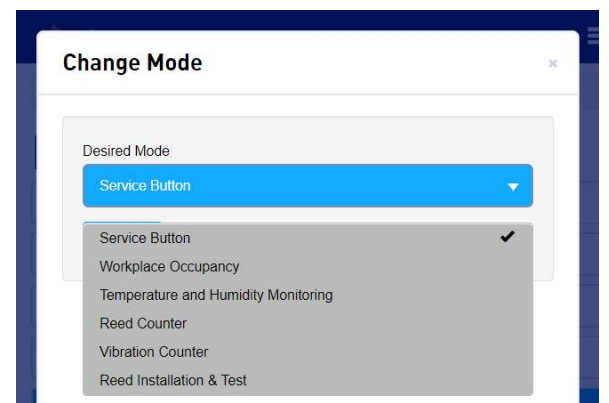 Change Mode
×
Desired Mode
Service Button
Service Button
Workplace Occupancy
Temperature and Humidity Monitoring
Reed Counter
Vibration Counter
Reed Installation & Test